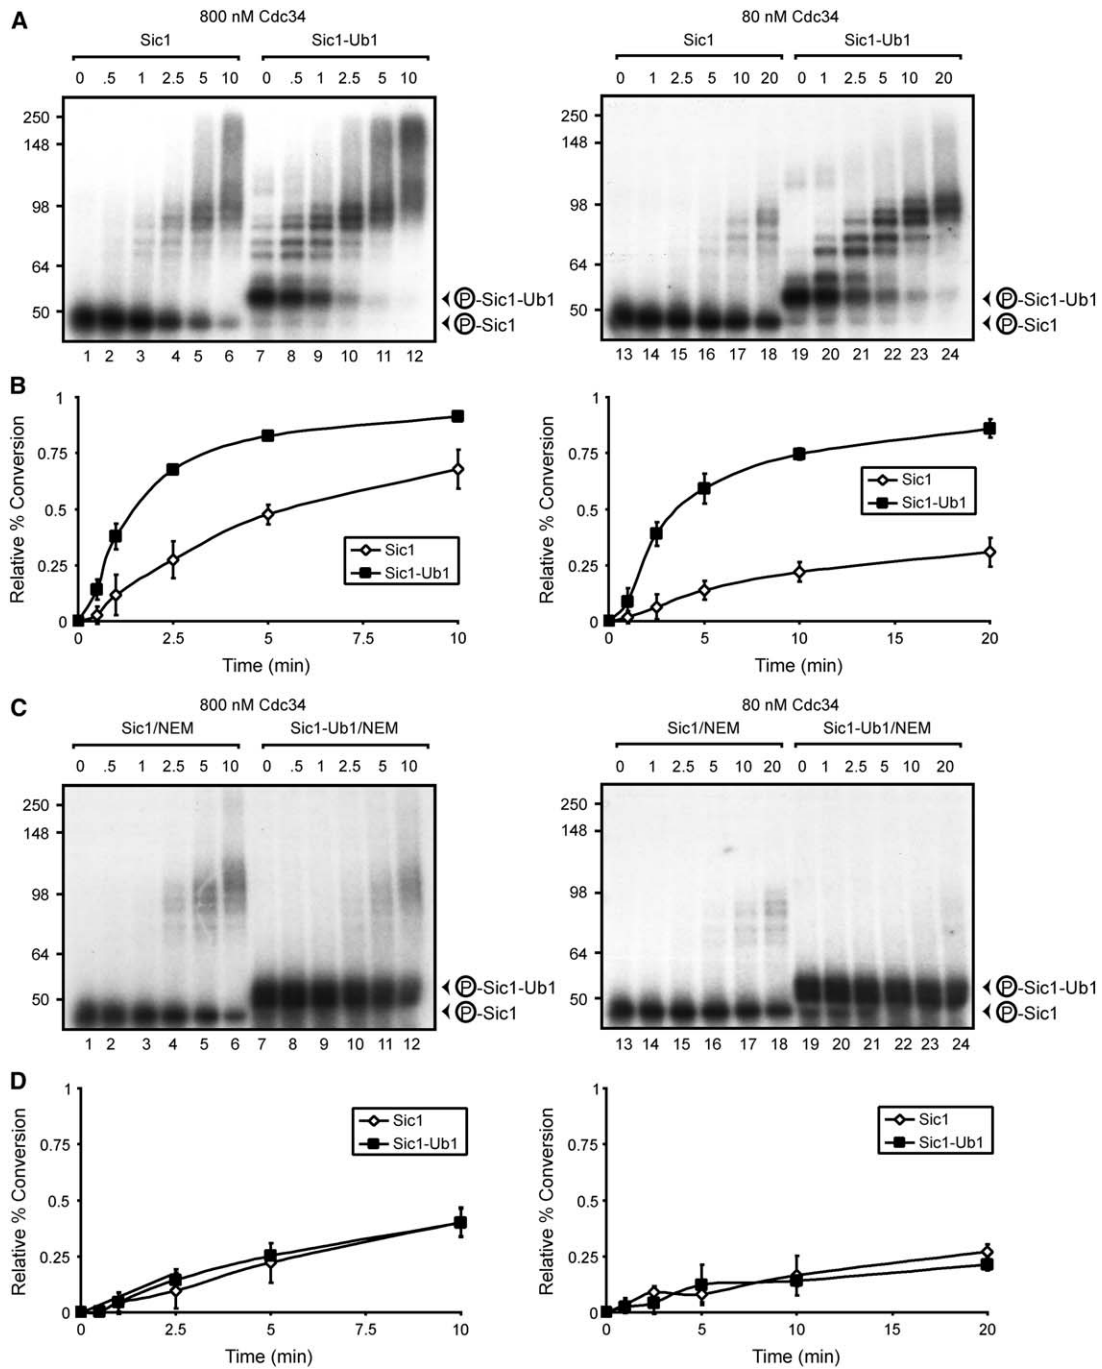 A
800 nM Cdc34
Sic1 Sic1-Ub1
0 .5 1 2.5 5 10 0 .5 1 2.5 5 10
250
148
98
64
50
P-Sic1-Ub1
P-Sic1
1 2 3 4 5 6 7 8 9 10 11 12
80 nM Cdc34
Sic1 Sic1-Ub1
0 1 2.5 5 10 20 0 1 2.5 5 10 20
250
148
98
64
50
P-Sic1-Ub1
P-Sic1
13 14 15 16 17 18 19 20 21 22 23 24
B
Relative % Conversion
1
0.75
0.5
0.25
0
Sic1
Sic1-Ub1
0 2.5 5 7.5 10
Time (min)
Relative % Conversion
1
0.75
0.5
0.25
0
Sic1
Sic1-Ub1
0 5 10 15 20
Time (min)
C
800 nM Cdc34
Sic1/NEM Sic1-Ub1/NEM
0 .5 1 2.5 5 10 0 .5 1 2.5 5 10
250
148
98
64
50
P-Sic1-Ub1
P-Sic1
1 2 3 4 5 6 7 8 9 10 11 12
80 nM Cdc34
Sic1/NEM Sic1-Ub1/NEM
0 1 2.5 5 10 20 0 1 2.5 5 10 20
250
148
98
64
50
P-Sic1-Ub1
P-Sic1
13 14 15 16 17 18 19 20 21 22 23 24
D
Relative % Conversion
1
0.75
0.5
0.25
0
Sic1
Sic1-Ub1
0 2.5 5 7.5 10
Time (min)
Relative % Conversion
1
0.75
0.5
0.25
0
Sic1
Sic1-Ub1
0 5 10 15 20
Time (min)